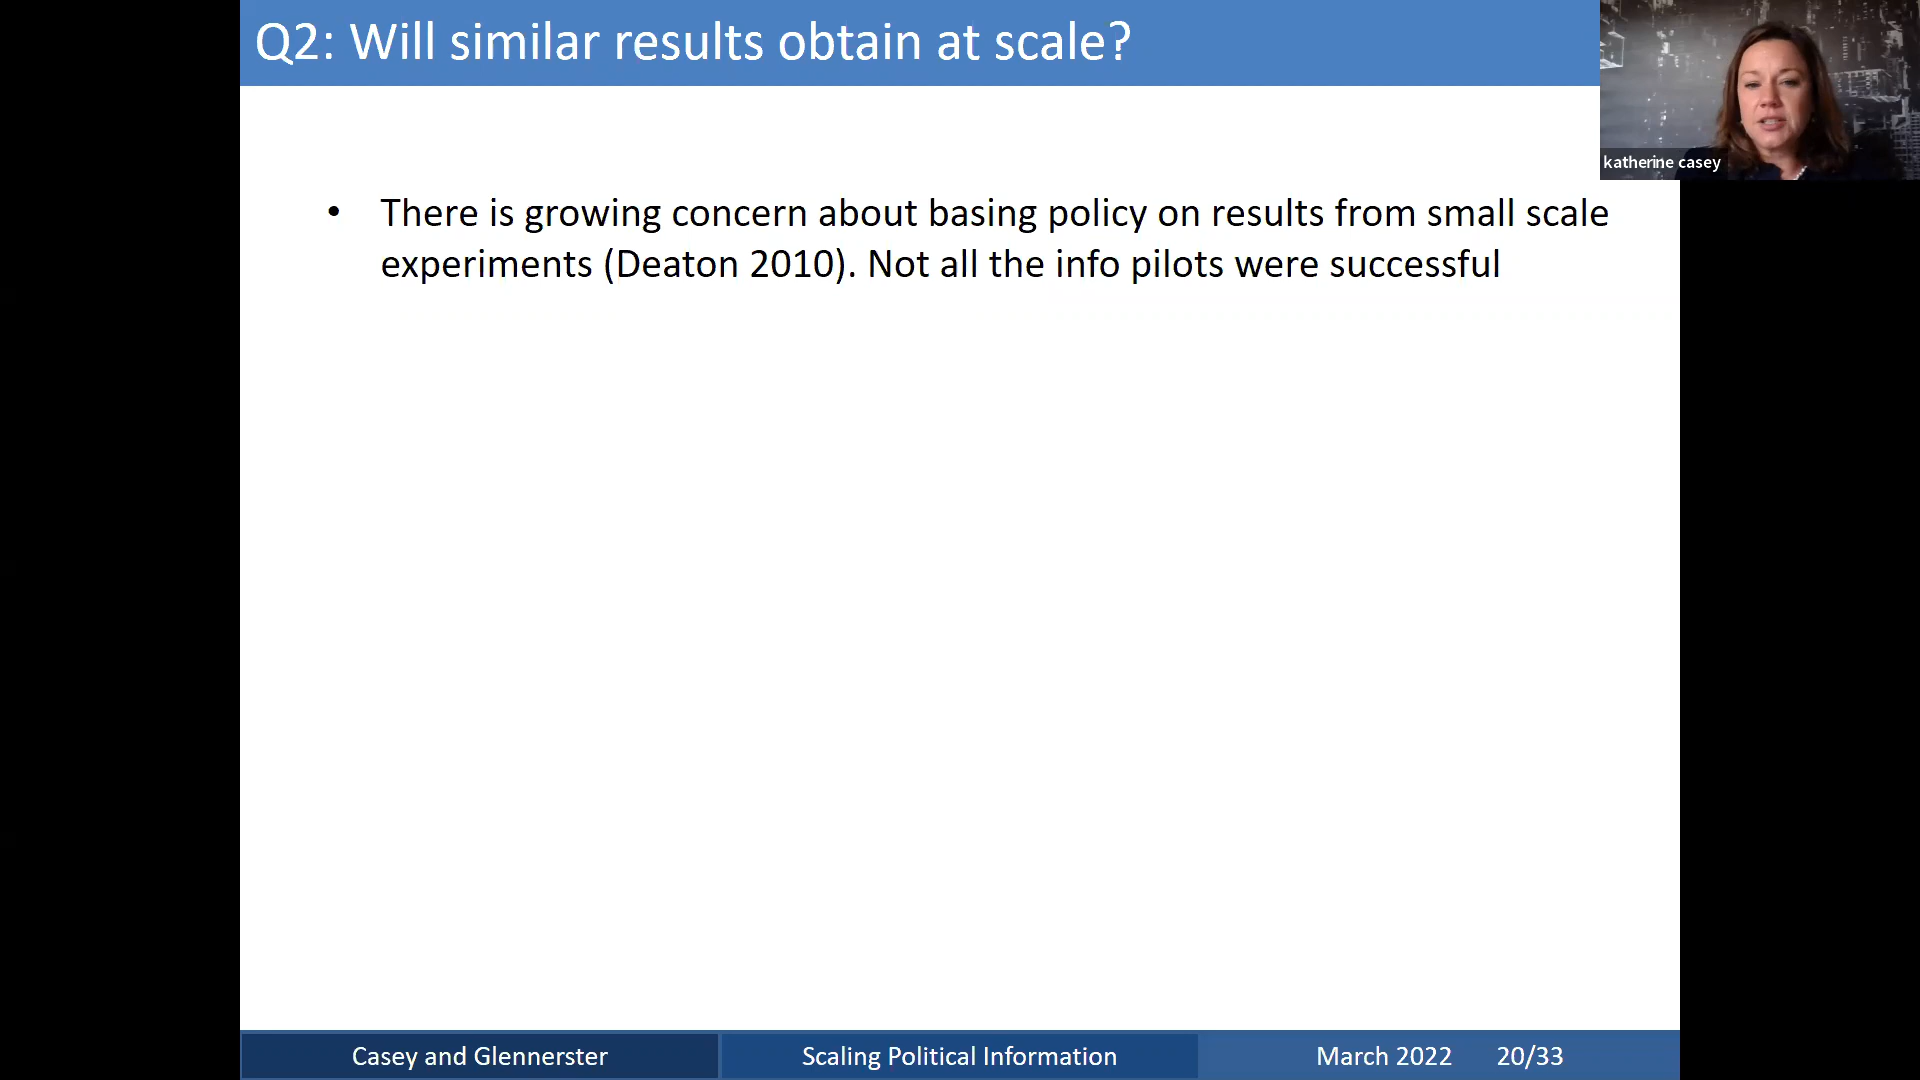 Q2: Will similar results obtain at scale?
katherine casey
• There is growing concern about basing policy on results from small scale
experiments (Deaton 2010). Not all the info pilots were successful
Casey and Glennerster
Scaling Political Information
March 2022 20/33